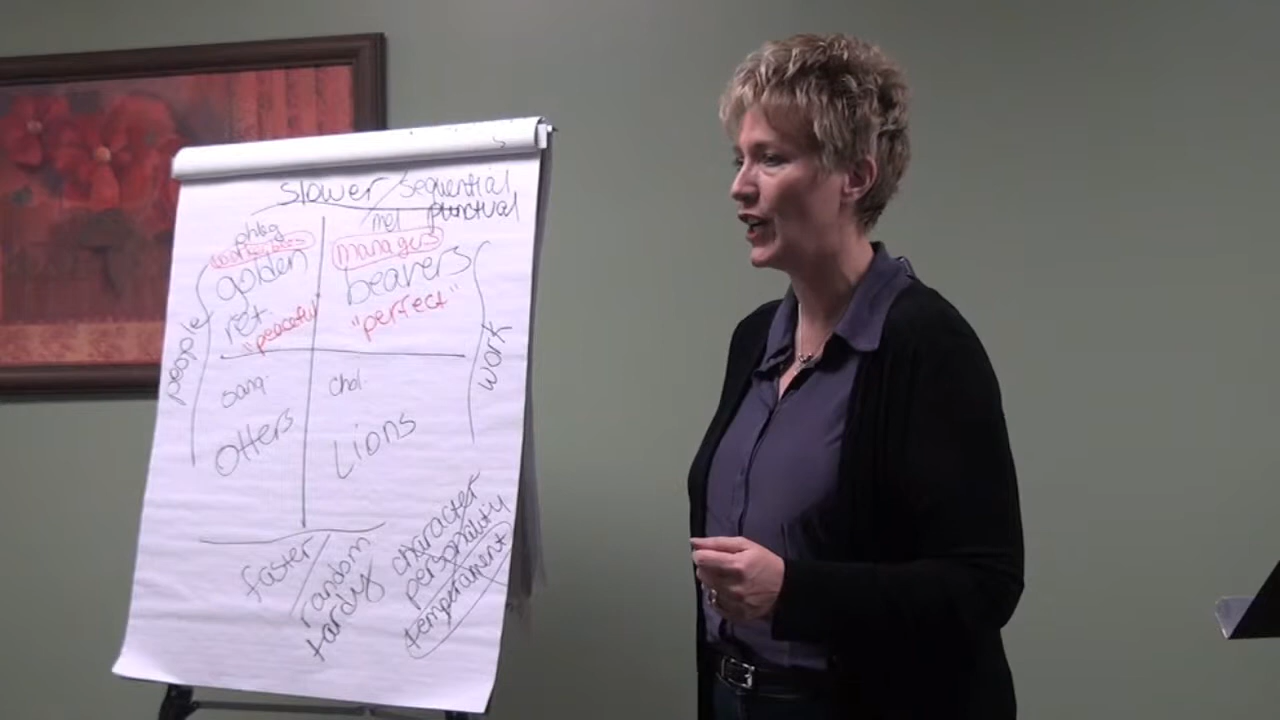 slower / sequential
punctual
phleg
mel
managers
golden
ret.
beavers
"peaceful"
"perfect"
people
work
sang.
chol.
otters
Lions
faster / random
tardy
character
personality
temperament